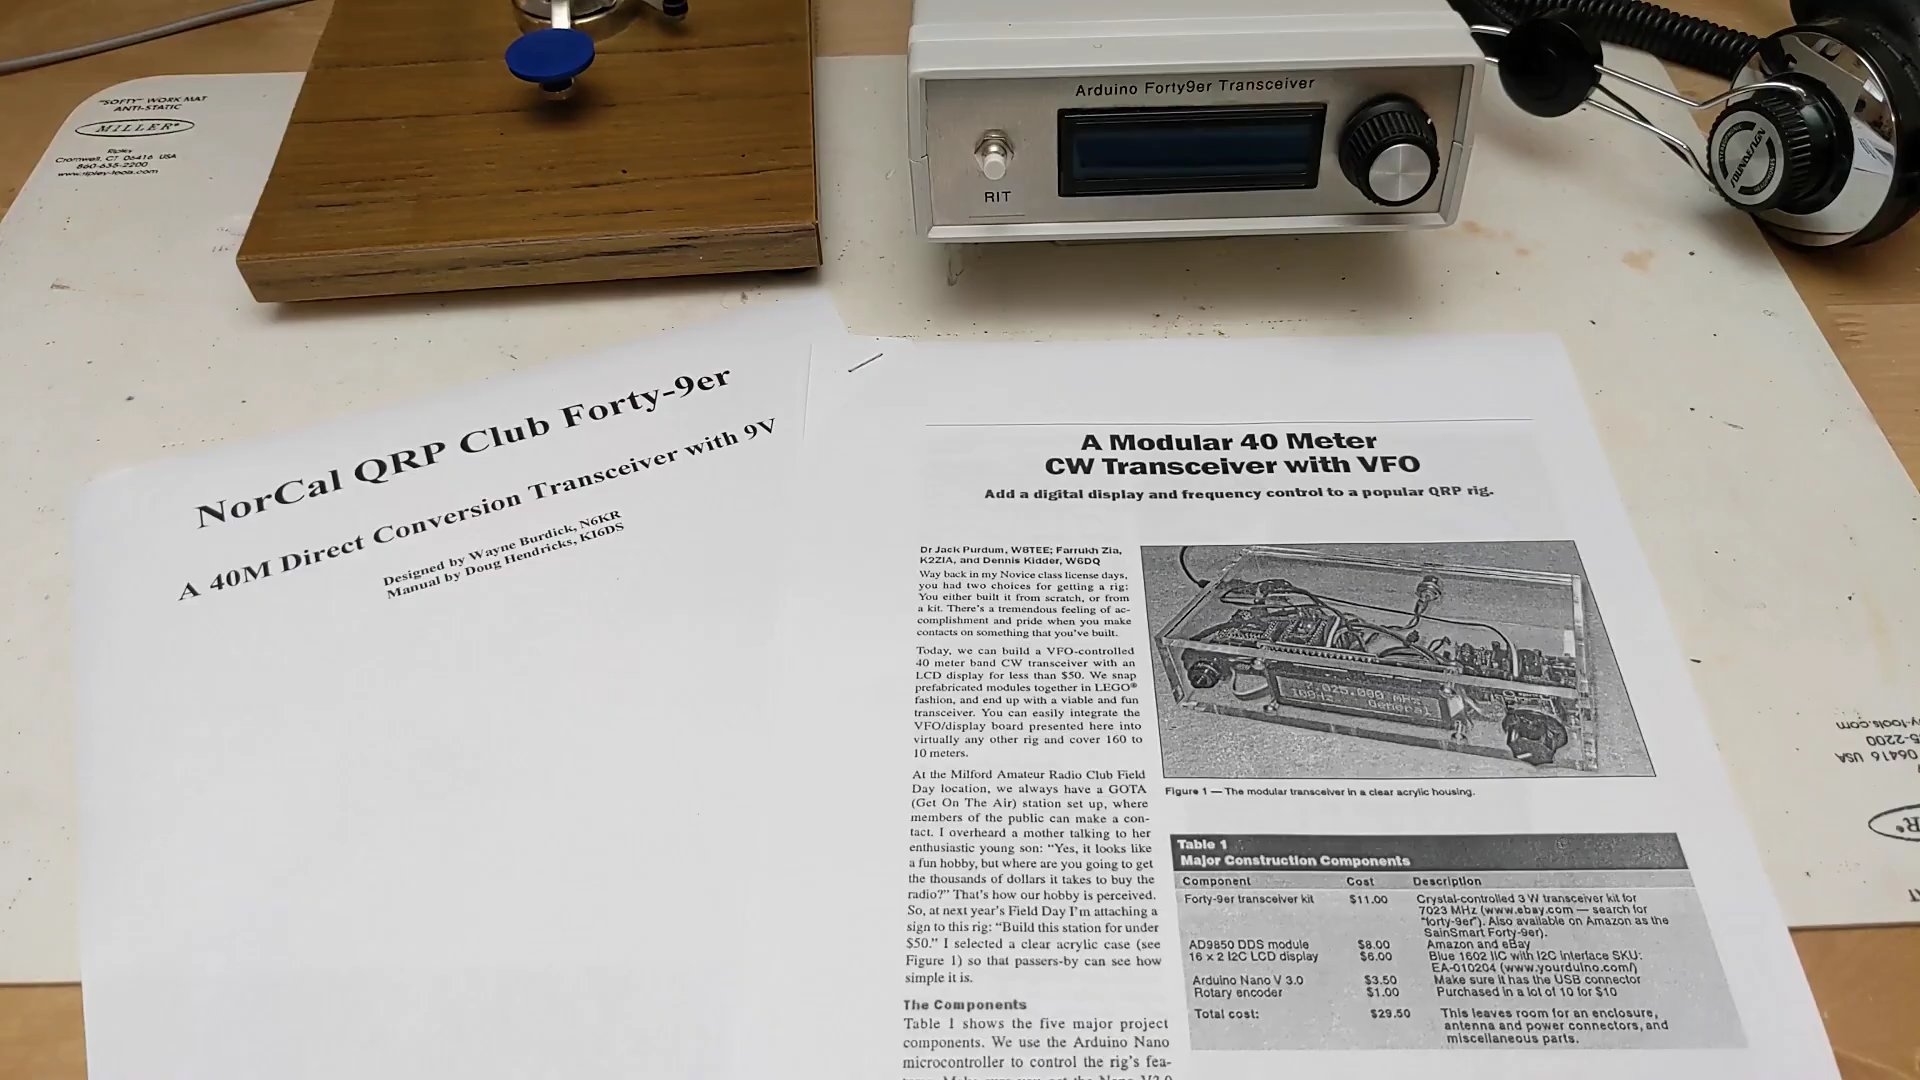 "SOFTY" WORK MAT
ANTI-STATIC
MILLER®
Ripley
Cromwell, CT 06416 USA
860-635-2200
www.ripley-tools.com
Arduino Forty9er Transceiver
RIT
SOUNDESIGN
NorCal QRP Club Forty-9er
A 40M Direct Conversion Transceiver with 9V
Designed by Wayne Burdick, N6KR
Manual by Doug Hendricks, KI6DS
A Modular 40 Meter
CW Transceiver with VFO
Add a digital display and frequency control to a popular QRP rig.
Dr Jack Purdum, W8TEE; Farrukh Zia,
K2ZIA, and Dennis Kidder, W6DQ
Way back in my Novice class license days,
you had two choices for getting a rig:
You either built it from scratch, or from
a kit. There's a tremendous feeling of ac-
complishment and pride when you make
contacts on something that you've built.
Today, we can build a VFO-controlled
40 meter band CW transceiver with an
LCD display for less than $50. We snap
prefabricated modules together in LEGO®
fashion, and end up with a viable and fun
transceiver. You can easily integrate the
VFO/display board presented here into
virtually any other rig and cover 160 to
10 meters.
At the Milford Amateur Radio Club Field
Day location, we always have a GOTA
(Get On The Air) station set up, where
members of the public can make a con-
tact. I overheard a mother talking to her
enthusiastic young son: “Yes, it looks like
a fun hobby, but where are you going to get
the thousands of dollars it takes to buy the
radio?” That's how our hobby is perceived.
So, at next year's Field Day I'm attaching a
sign to this rig: “Build this station for under
$50.” I selected a clear acrylic case (see
Figure 1) so that passers-by can see how
simple it is.
The Components
Table 1 shows the five major project
components. We use the Arduino Nano
microcontroller to control the rig's fea-
7.025.000 MHz
100Hz
General
Figure 1 — The modular transceiver in a clear acrylic housing.
Table 1
Major Construction Components
Component Cost Description
Forty-9er transceiver kit $11.00 Crystal-controlled 3 W transceiver kit for
7023 MHz (www.ebay.com — search for
“forty-9er”). Also available on Amazon as the
SainSmart Forty-9er).
AD9850 DDS module $8.00 Amazon and eBay
16 × 2 I2C LCD display $6.00 Blue 1602 IIC with I2C Interface SKU:
EA-010204 (www.yourduino.com/)
Arduino Nano V 3.0 $3.50 Make sure it has the USB connector
Rotary encoder $1.00 Purchased in a lot of 10 for $10
Total cost: $29.50 This leaves room for an enclosure,
antenna and power connectors, and
miscellaneous parts.